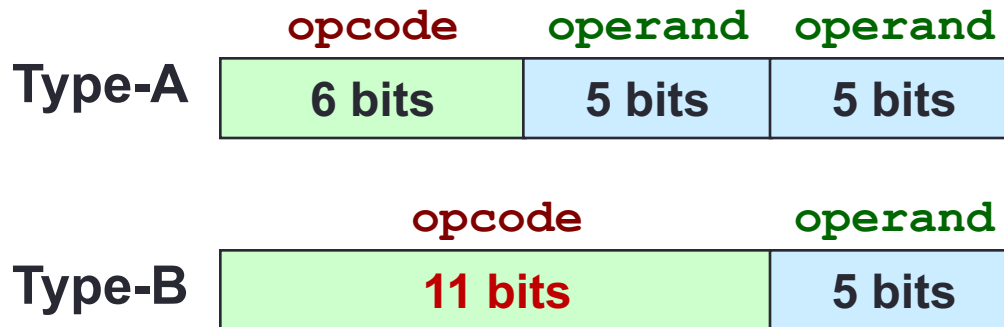 opcode operand operand
Type-A 6 bits 5 bits 5 bits
opcode operand
Type-B 11 bits 5 bits